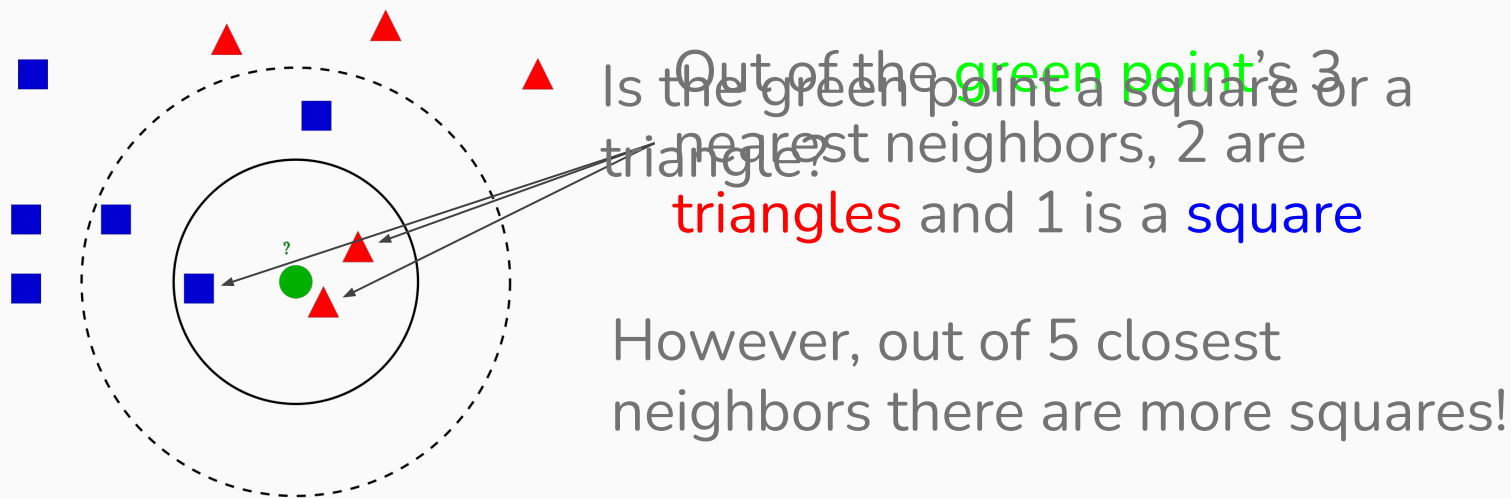 Is the green point a square or a
triangle?
Out of the green point’s 3
nearest neighbors, 2 are
triangles and 1 is a square
However, out of 5 closest
neighbors there are more squares!
?